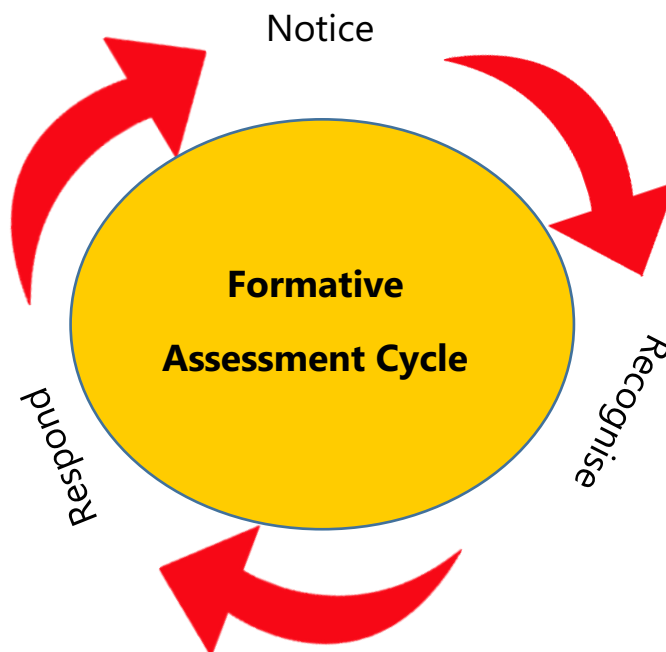 Notice
Formative
Assessment Cycle
Recognise
Respond